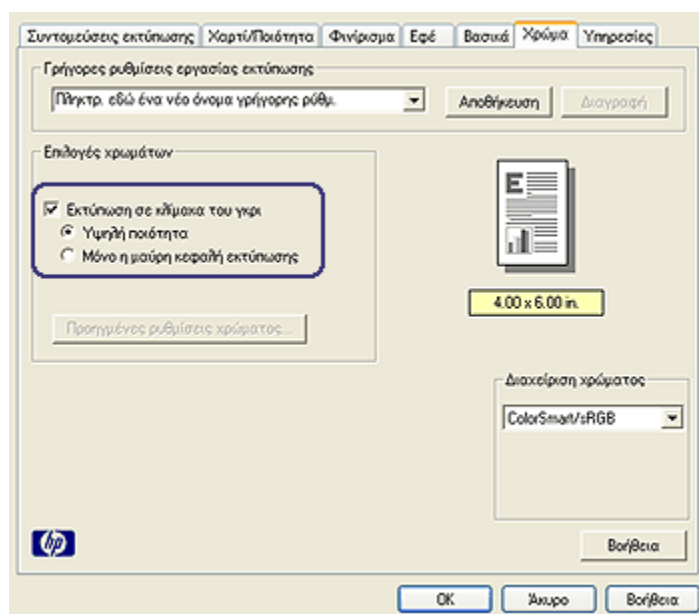 Συντομεύσεις εκτύπωσης Χαρτί/Ποιότητα Φινίρισμα Εφέ Βασικά Χρώμα Υπηρεσίες
Γρήγορες ρυθμίσεις εργασίας εκτύπωσης
Πληκτρ. εδώ ένα νέο όνομα γρήγορης ρύθμ. Αποθήκευση Διαγραφή
Επιλογές χρωμάτων
Εκτύπωση σε κλίμακα του γκρι
Υψηλή ποιότητα
Μόνο η μαύρη κεφαλή εκτύπωσης
E
4.00 x 6.00 in.
Προηγμένες ρυθμίσεις χρώματος...
Διαχείριση χρώματος
ColorSmart/sRGB
hp
Βοήθεια
OK Άκυρο Βοήθεια